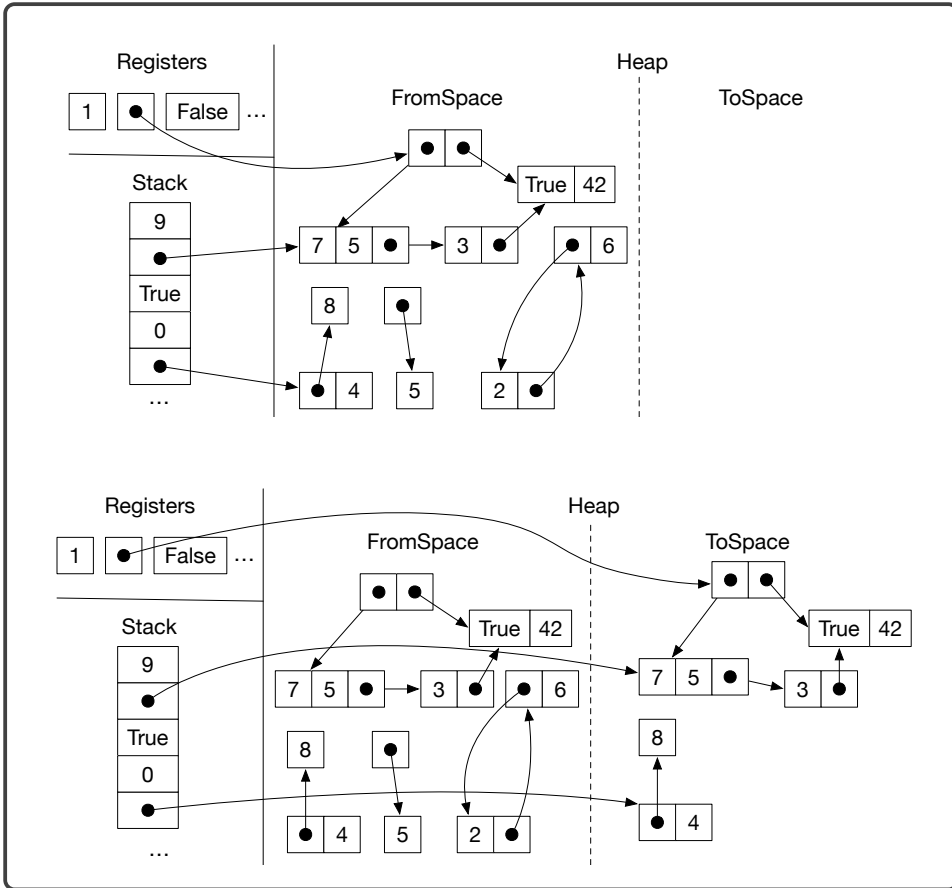 Registers
Heap
FromSpace
ToSpace
1 False ...
True 42
Stack
9
7 5 3 6
True
8
0
4 5 2
...
Registers
Heap
FromSpace
ToSpace
1 False ...
Stack
True 42
True 42
9
7 5 3 6
7 5 3
True
8
8
0
4 5 2
4
...